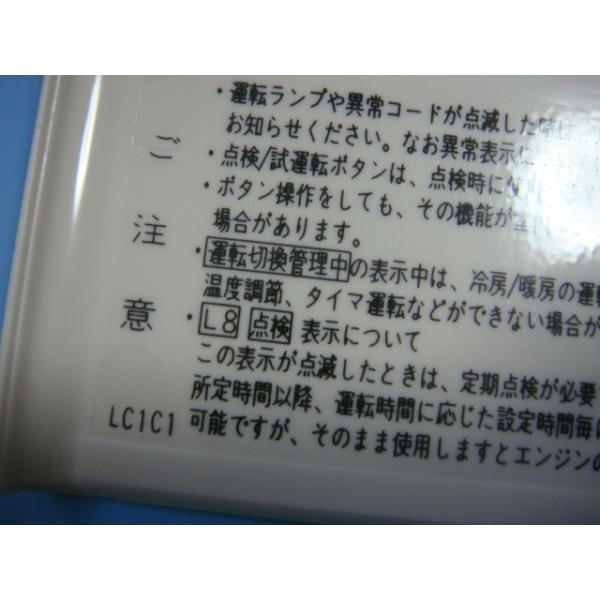 ご注意
・運転ランプや異常コードが点滅した時は
お知らせください。なお異常表示に
・点検/試運転ボタンは、点検時に
・ボタン操作をしても、その機能が
場合があります。
・運転切換管理中の表示中は、冷房/暖房の運転
温度調節、タイマ運転などができない場合が
・L8 点検 表示について
この表示が点滅したときは、定期点検が必要
所定時間以降、運転時間に応じた設定時間毎に
可能ですが、そのまま使用しますとエンジンの
LC1C1